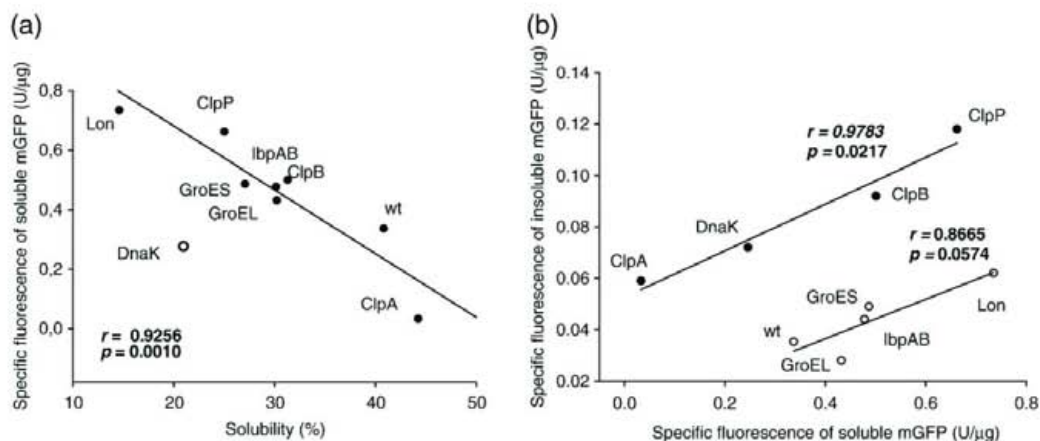 (a)
Specific fluorescence of soluble mGFP (U/µg)
0,8
0,6
0,4
0,2
0,0
Lon
ClpP
IbpAB
ClpB
GroES
GroEL
wt
DnaK
ClpA
r = 0.9256
p = 0.0010
10 20 30 40 50
Solubility (%)
(b)
Specific fluorescence of insoluble mGFP (U/µg)
0.14
0.12
0.10
0.08
0.06
0.04
0.02
r = 0.9783
p = 0.0217
ClpP
ClpB
DnaK
ClpA
r = 0.8665
p = 0.0574
GroES
Lon
wt
IbpAB
GroEL
0.0 0.2 0.4 0.6 0.8
Specific fluorescence of soluble mGFP (U/µg)